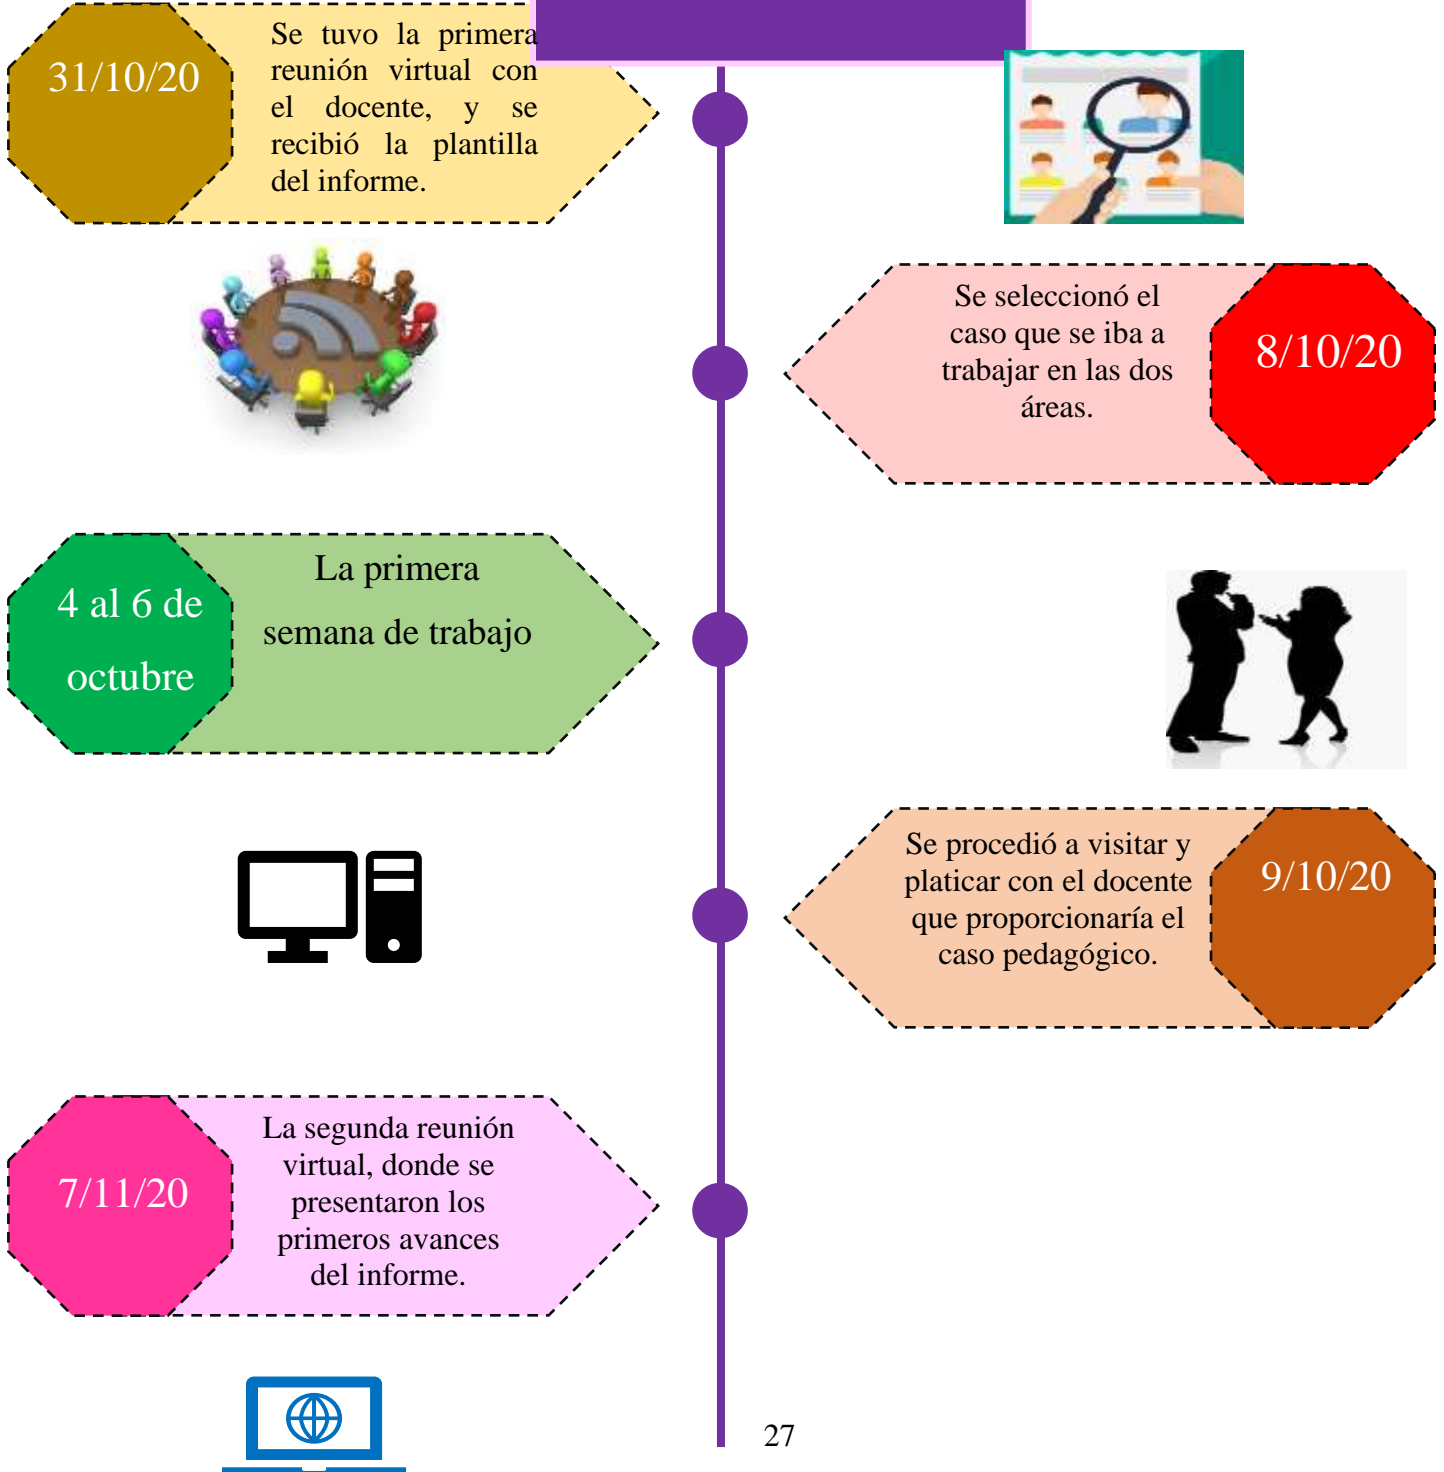 31/10/20
Se tuvo la primera
reunión virtual con
el docente, y se
recibió la plantilla
del informe.
Se seleccionó el
caso que se iba a
trabajar en las dos
áreas.
8/10/20
4 al 6 de
octubre
La primera
semana de trabajo
Se procedió a visitar y
platicar con el docente
que proporcionaría el
caso pedagógico.
9/10/20
7/11/20
La segunda reunión
virtual, donde se
presentaron los
primeros avances
del informe.
27